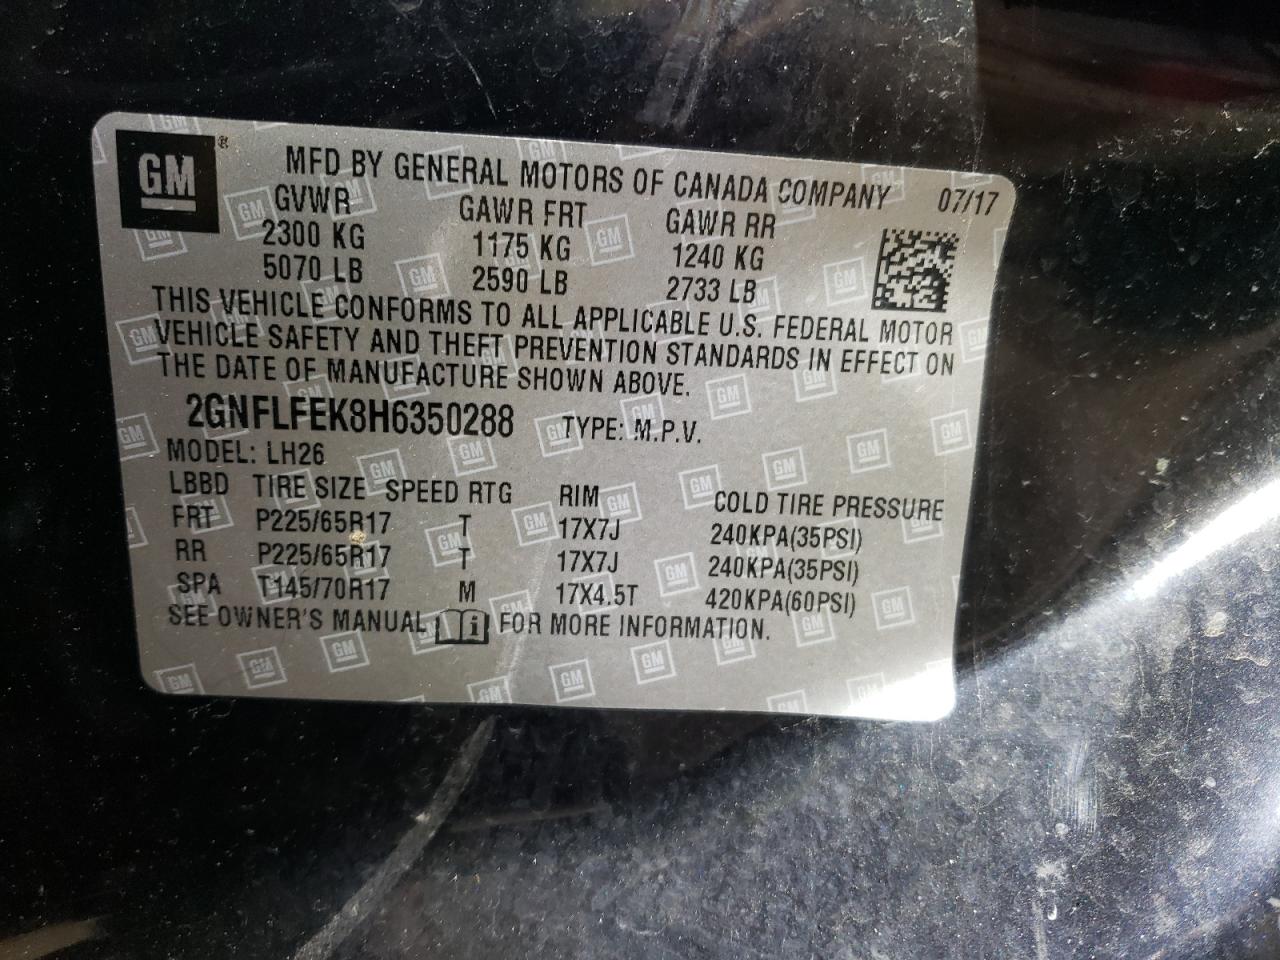 GM®
MFD BY GENERAL MOTORS OF CANADA COMPANY 07/17
GVWR GAWR FRT GAWR RR
2300 KG 1175 KG 1240 KG
5070 LB 2590 LB 2733 LB
THIS VEHICLE CONFORMS TO ALL APPLICABLE U.S. FEDERAL MOTOR
VEHICLE SAFETY AND THEFT PREVENTION STANDARDS IN EFFECT ON
THE DATE OF MANUFACTURE SHOWN ABOVE.
2GNFLFEK8H6350288 TYPE: M.P.V.
MODEL: LH26
LBBD TIRE SIZE SPEED RTG RIM COLD TIRE PRESSURE
FRT P225/65R17 T 17X7J 240KPA(35PSI)
RR P225/65R17 T 17X7J 240KPA(35PSI)
SPA T145/70R17 M 17X4.5T 420KPA(60PSI)
SEE OWNER'S MANUAL i FOR MORE INFORMATION.